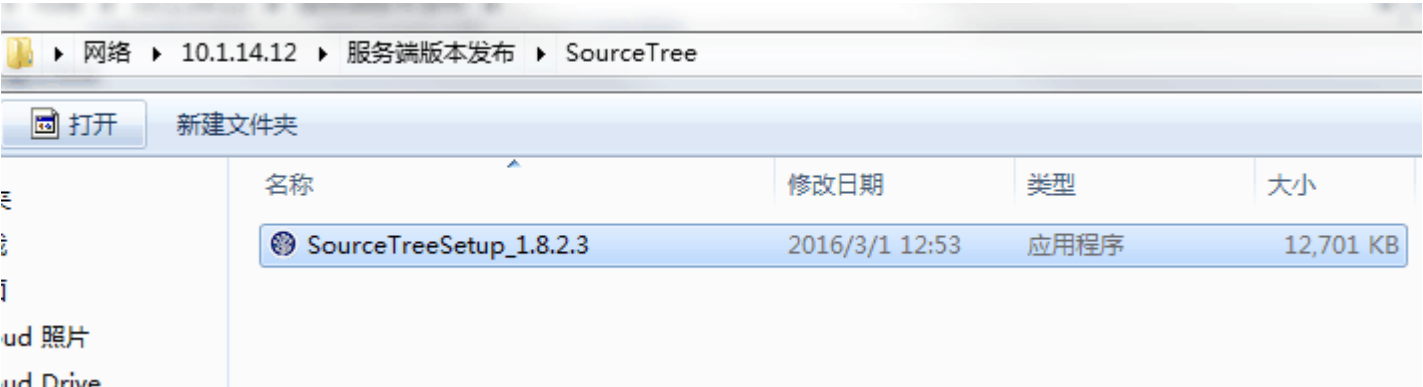 网络 10.1.14.12 服务端版本发布 SourceTree
打开 新建文件夹
名称 修改日期 类型 大小
SourceTreeSetup_1.8.2.3 2016/3/1 12:53 应用程序 12,701 KB
照片
Drive